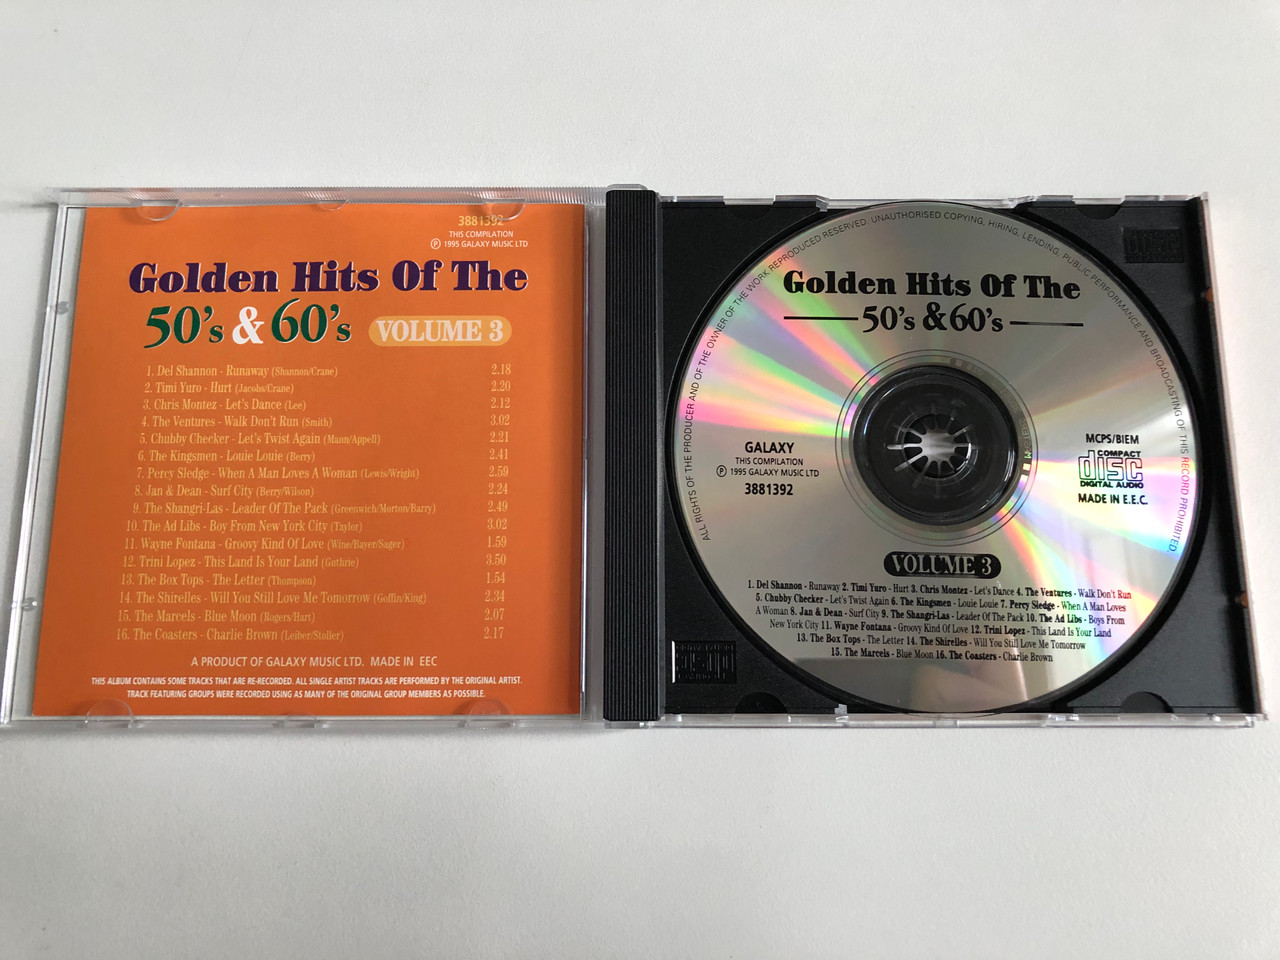 3881392
THIS COMPILATION
℗ 1995 GALAXY MUSIC LTD
Golden Hits Of The
50's & 60's VOLUME 3
1. Del Shannon - Runaway (Shannon/Crane) 2.18
2. Timi Yuro - Hurt (Jacobs/Crane) 2.20
3. Chris Montez - Let's Dance (Lee) 2.12
4. The Ventures - Walk Don't Run (Smith) 3.02
5. Chubby Checker - Let's Twist Again (Mann/Appell) 2.21
6. The Kingsmen - Louie Louie (Berry) 2.41
7. Percy Sledge - When A Man Loves A Woman (Lewis/Wright) 2.59
8. Jan & Dean - Surf City (Berry/Wilson) 2.24
9. The Shangri-Las - Leader Of The Pack (Greenwich/Morton/Barry) 2.49
10. The Ad Libs - Boy From New York City (Taylor) 3.02
11. Wayne Fontana - Groovy Kind Of Love (Wine/Bayer/Sager) 1.59
12. Trini Lopez - This Land Is Your Land (Guthrie) 3.50
13. The Box Tops - The Letter (Thompson) 1.54
14. The Shirelles - Will You Still Love Me Tomorrow (Goffin/King) 2.34
15. The Marcels - Blue Moon (Rogers/Hart) 2.07
16. The Coasters - Charlie Brown (Leiber/Stoller) 2.17
A PRODUCT OF GALAXY MUSIC LTD. MADE IN EEC
THIS ALBUM CONTAINS SOME TRACKS THAT ARE RE-RECORDED. ALL SINGLE ARTIST TRACKS ARE PERFORMED BY THE ORIGINAL ARTIST.
TRACK FEATURING GROUPS WERE RECORDED USING AS MANY OF THE ORIGINAL GROUP MEMBERS AS POSSIBLE.
ALL RIGHTS OF THE PRODUCER AND OF THE OWNER OF THE WORK REPRODUCED RESERVED. UNAUTHORISED COPYING, HIRING, LENDING, PUBLIC PERFORMANCE AND BROADCASTING OF THIS RECORD PROHIBITED.
Golden Hits Of The
50's & 60's
GALAXY
THIS COMPILATION
℗ 1995 GALAXY MUSIC LTD
3881392
MCPS/BIEM
COMPACT
disc
DIGITAL AUDIO
MADE IN E.E.C.
VOLUME 3
1. Del Shannon - Runaway 2. Timi Yuro - Hurt 3. Chris Montez - Let's Dance 4. The Ventures - Walk Don't Run
5. Chubby Checker - Let's Twist Again 6. The Kingsmen - Louie Louie 7. Percy Sledge - When A Man Loves
A Woman 8. Jan & Dean - Surf City 9. The Shangri-Las - Leader Of The Pack 10. The Ad Libs - Boys From
New York City 11. Wayne Fontana - Groovy Kind Of Love 12. Trini Lopez - This Land Is Your Land
13. The Box Tops - The Letter 14. The Shirelles - Will You Still Love Me Tomorrow
15. The Marcels - Blue Moon 16. The Coasters - Charlie Brown